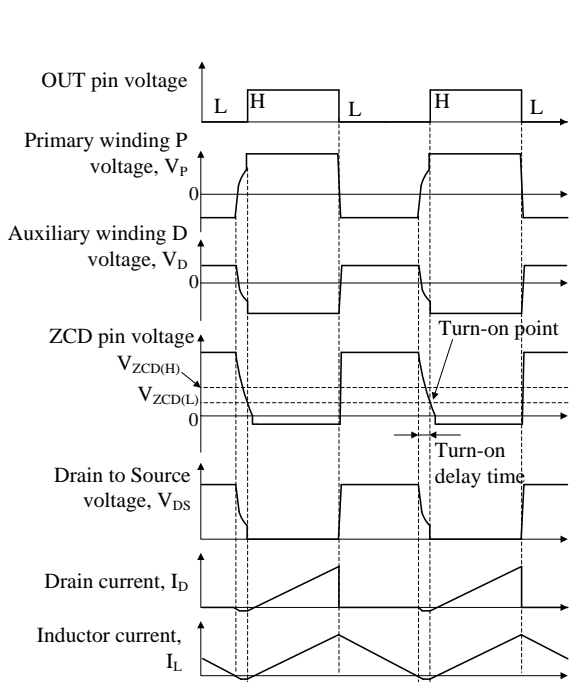 OUT pin voltage
L H L H L
Primary winding P
voltage, VP
0
Auxiliary winding D
voltage, VD
0
ZCD pin voltage
Turn-on point
VZCD(H)
VZCD(L)
0
Turn-on
delay time
Drain to Source
voltage, VDS
Drain current, ID
Inductor current,
IL